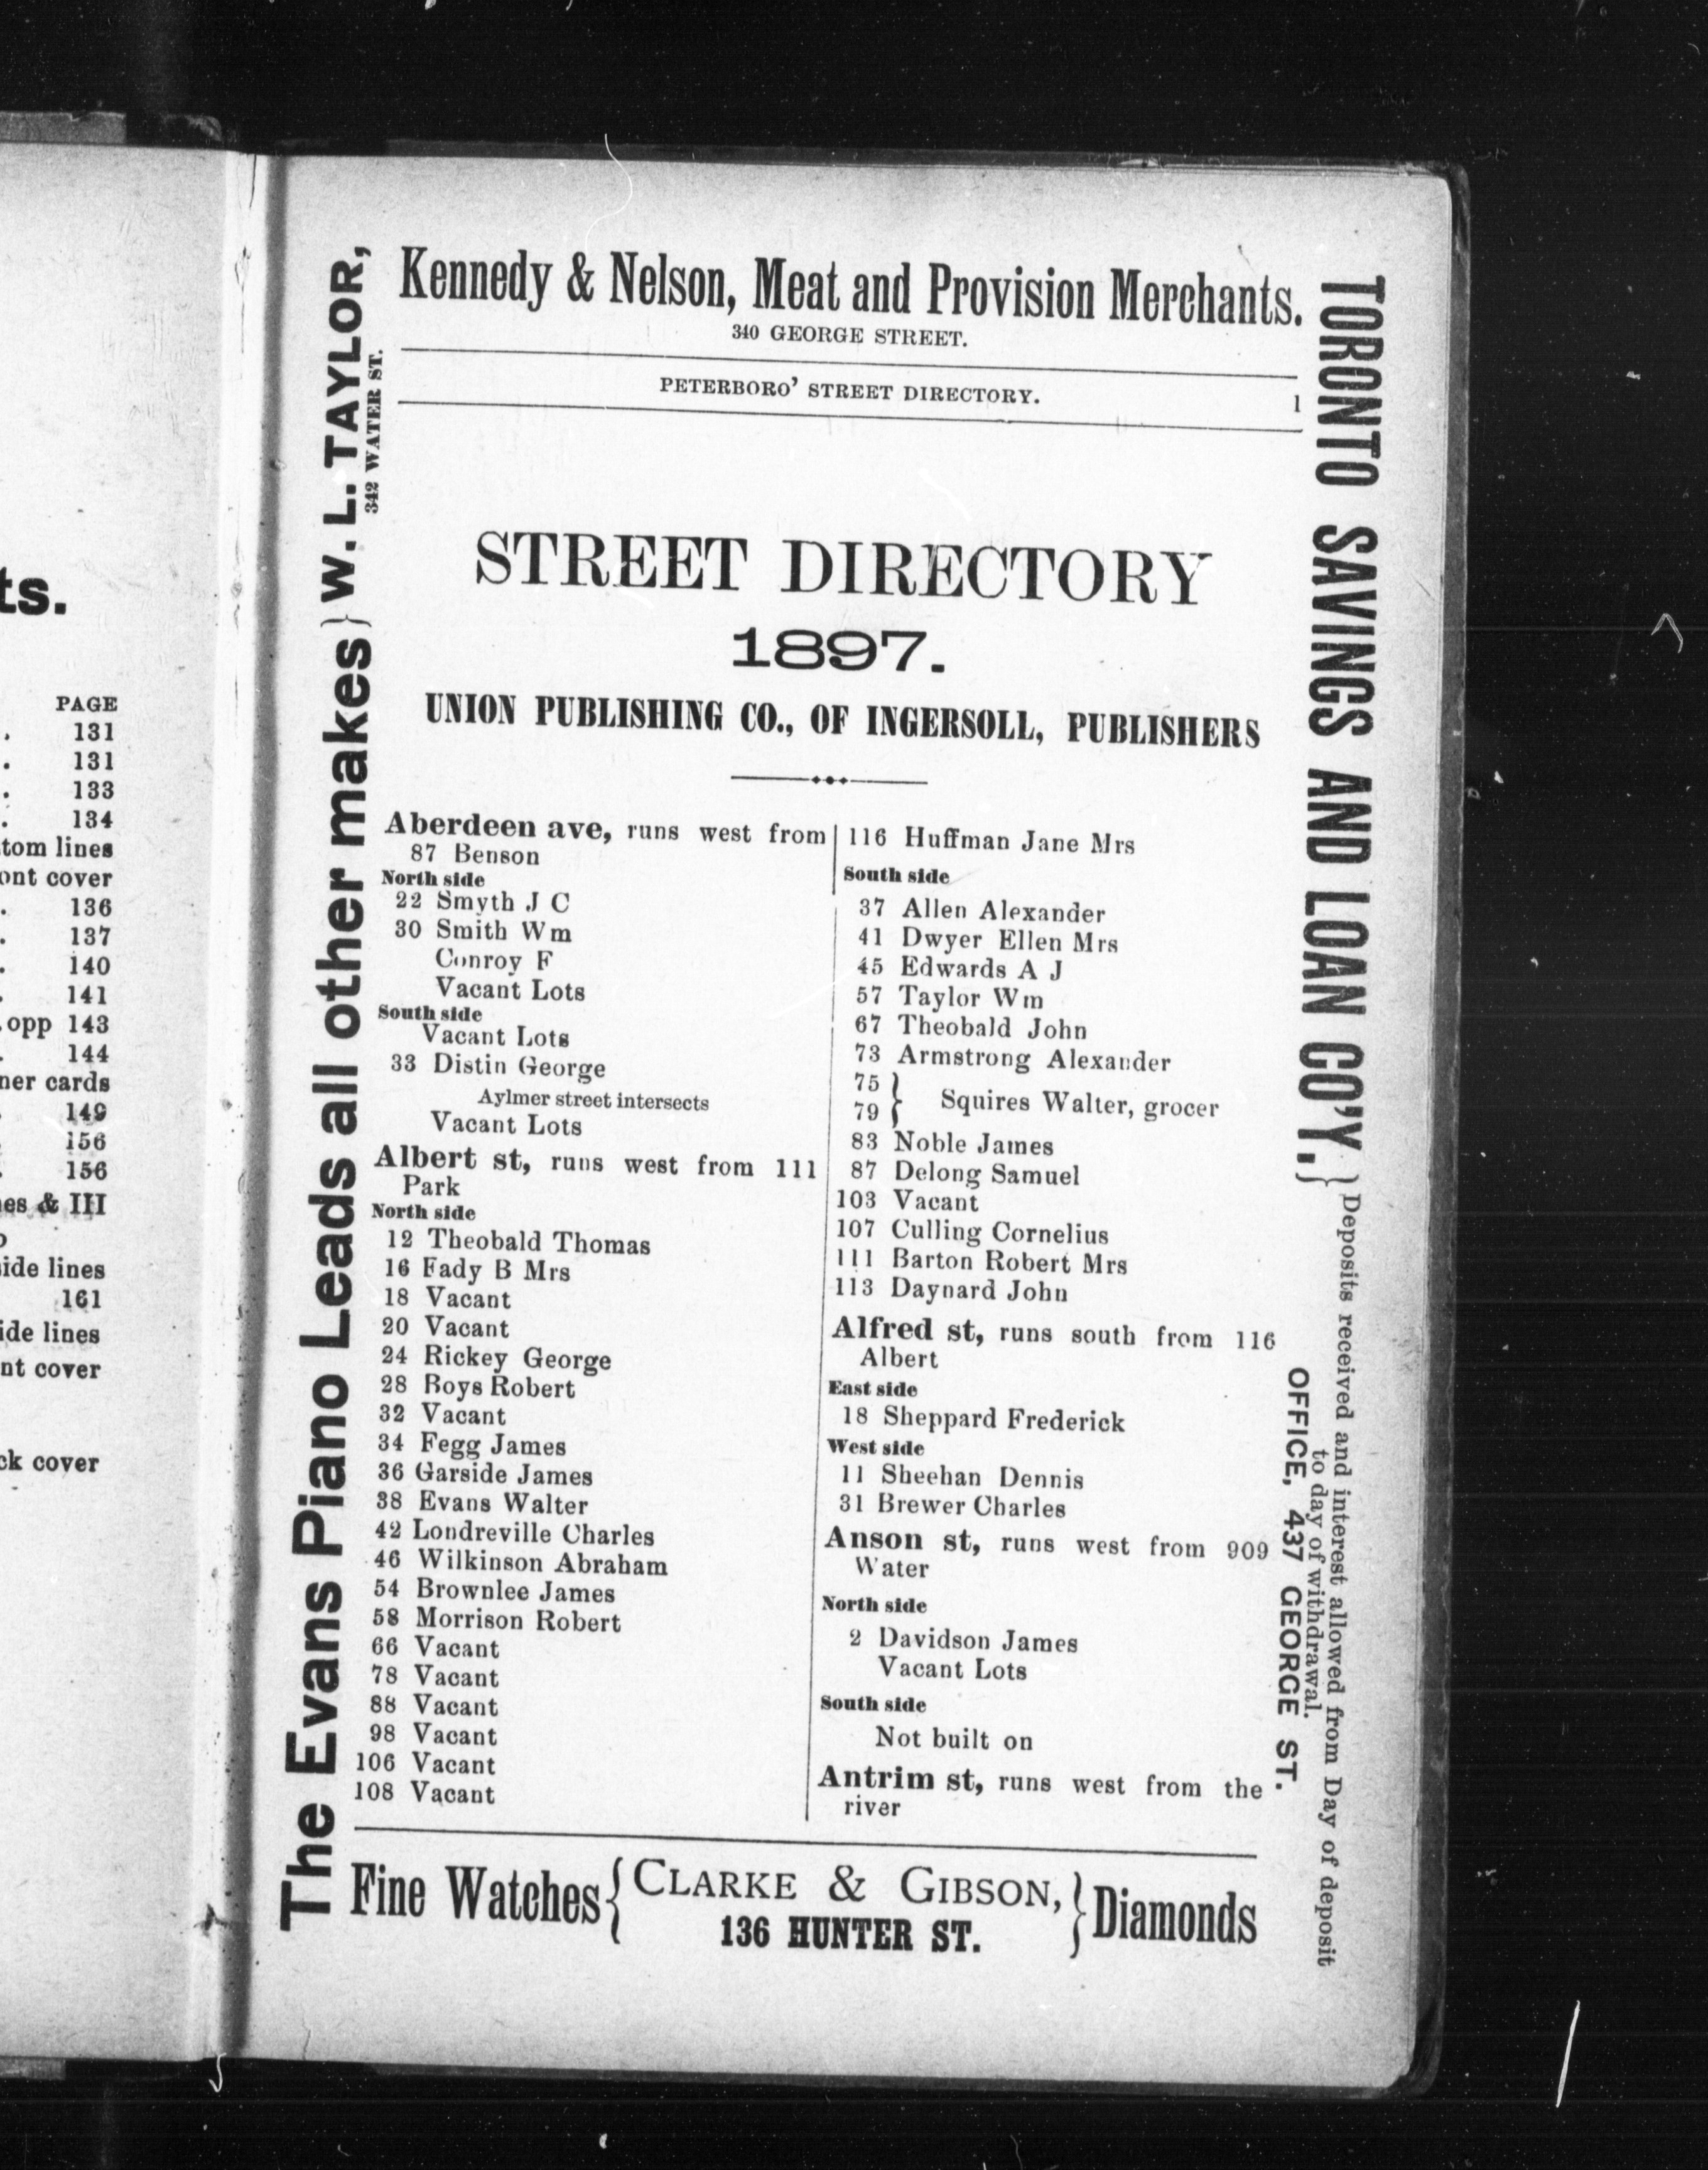 ts.
PAGE
. 131
. 131
. 133
. 134
tom lines
ont cover
. 136
. 137
. 140
. 141
.opp 143
. 144
ner cards
. 149
. 156
. 156
es & III
ide lines
161
ide lines
nt cover
ck cover
The Evans Piano Leads all other makes} W. L. TAYLOR,
342 WATER ST.
Kennedy & Nelson, Meat and Provision Merchants.
340 GEORGE STREET.
PETERBORO' STREET DIRECTORY. 1
STREET DIRECTORY
1897.
UNION PUBLISHING CO., OF INGERSOLL, PUBLISHERS
Aberdeen ave, runs west from
87 Benson
North side
22 Smyth J C
30 Smith Wm
Conroy F
Vacant Lots
South side
Vacant Lots
33 Distin George
Aylmer street intersects
Vacant Lots
Albert st, runs west from 111
Park
North side
12 Theobald Thomas
16 Fady B Mrs
18 Vacant
20 Vacant
24 Rickey George
28 Boys Robert
32 Vacant
34 Fegg James
36 Garside James
38 Evans Walter
42 Londreville Charles
46 Wilkinson Abraham
54 Brownlee James
58 Morrison Robert
66 Vacant
78 Vacant
88 Vacant
98 Vacant
106 Vacant
108 Vacant
116 Huffman Jane Mrs
South side
37 Allen Alexander
41 Dwyer Ellen Mrs
45 Edwards A J
57 Taylor Wm
67 Theobald John
73 Armstrong Alexander
75
79 } Squires Walter, grocer
83 Noble James
87 Delong Samuel
103 Vacant
107 Culling Cornelius
111 Barton Robert Mrs
113 Daynard John
Alfred st, runs south from 116
Albert
East side
18 Sheppard Frederick
West side
11 Sheehan Dennis
31 Brewer Charles
Anson st, runs west from 909
Water
North side
2 Davidson James
Vacant Lots
South side
Not built on
Antrim st, runs west from the
river
Fine Watches { CLARKE & GIBSON, } Diamonds
136 HUNTER ST.
TORONTO SAVINGS AND LOAN CO'Y, }
} Deposits received and interest allowed from Day of deposit
to day of withdrawal.
OFFICE, 437 GEORGE ST.